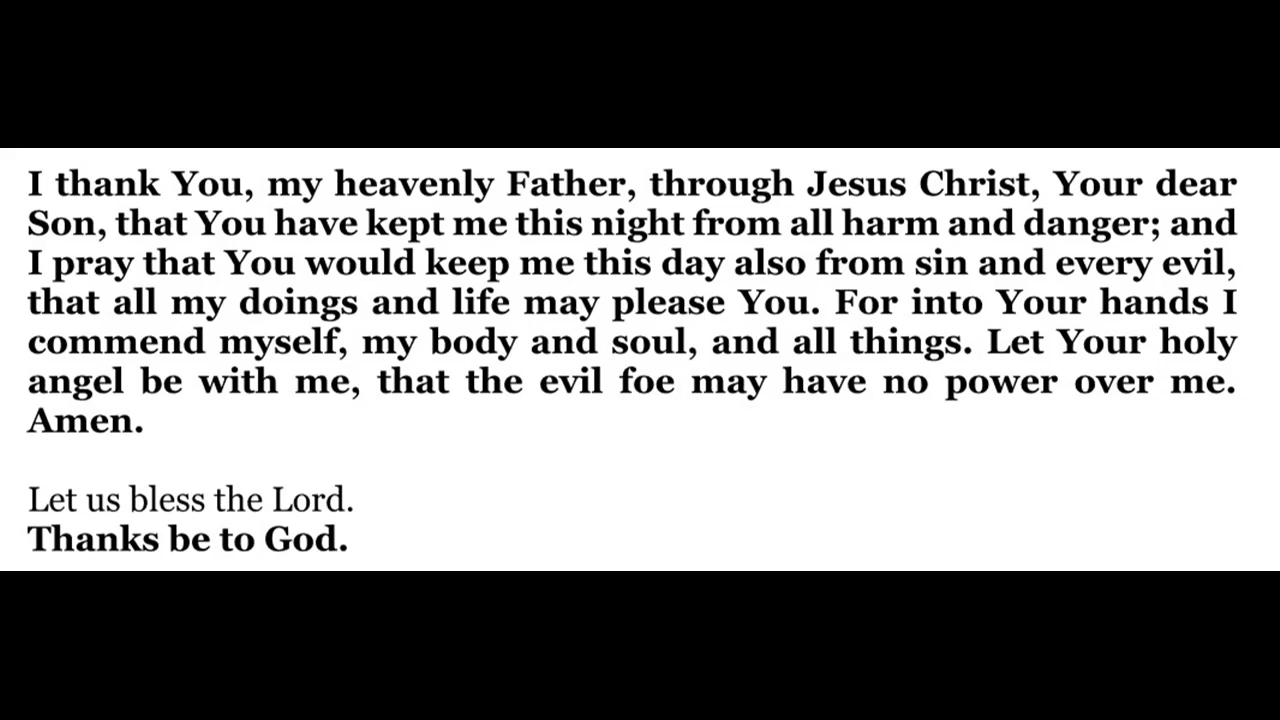 I thank You, my heavenly Father, through Jesus Christ, Your dear
Son, that You have kept me this night from all harm and danger; and
I pray that You would keep me this day also from sin and every evil,
that all my doings and life may please You. For into Your hands I
commend myself, my body and soul, and all things. Let Your holy
angel be with me, that the evil foe may have no power over me.
Amen.
Let us bless the Lord.
Thanks be to God.